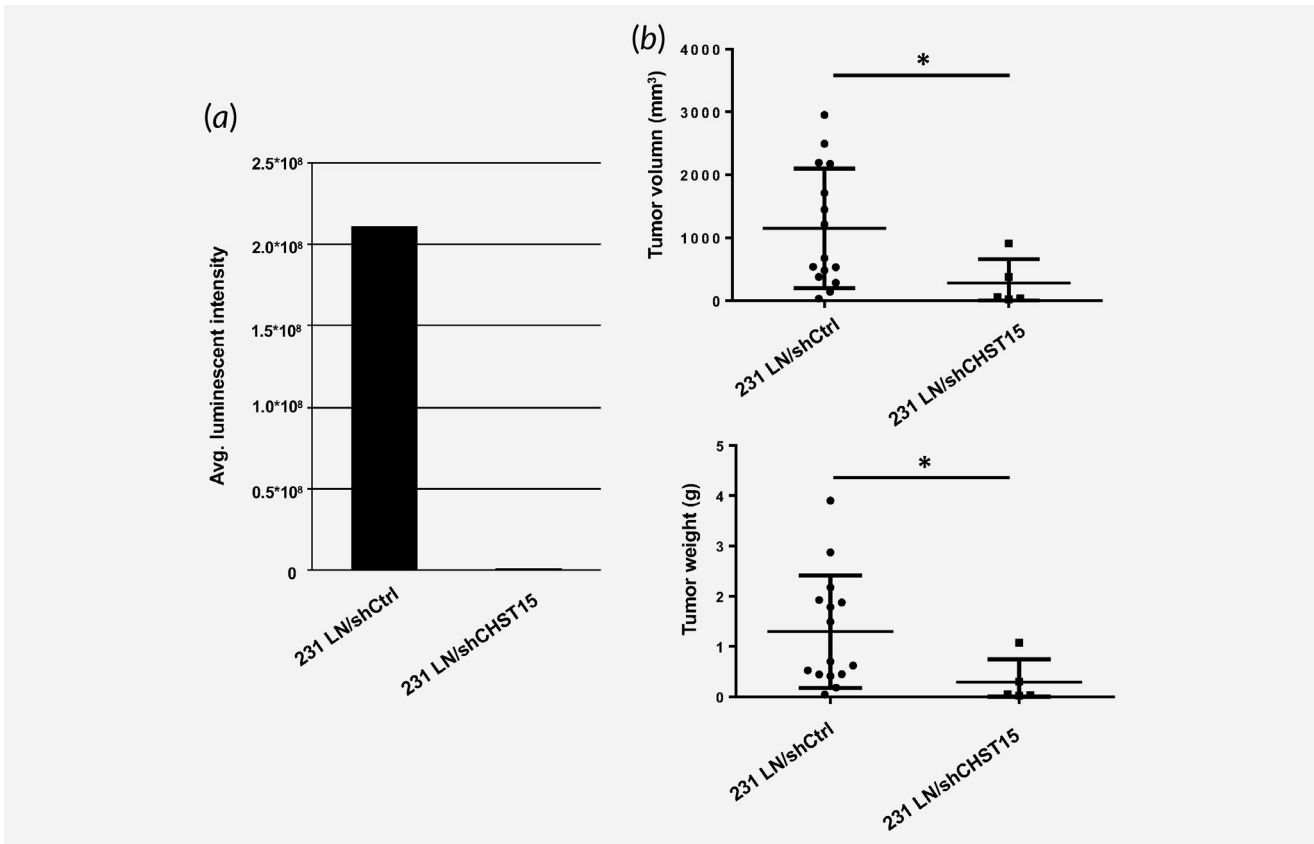 (a)
Avg. luminescent intensity
2.5*10⁸
2.0*10⁸
1.5*10⁸
1.0*10⁸
0.5*10⁸
0
231 LN/shCtrl
231 LN/shCHST15
(b)
Tumor volumn (mm³)
4000
3000
2000
1000
0
*
231 LN/shCtrl
231 LN/shCHST15
Tumor weight (g)
5
4
3
2
1
0
*
231 LN/shCtrl
231 LN/shCHST15